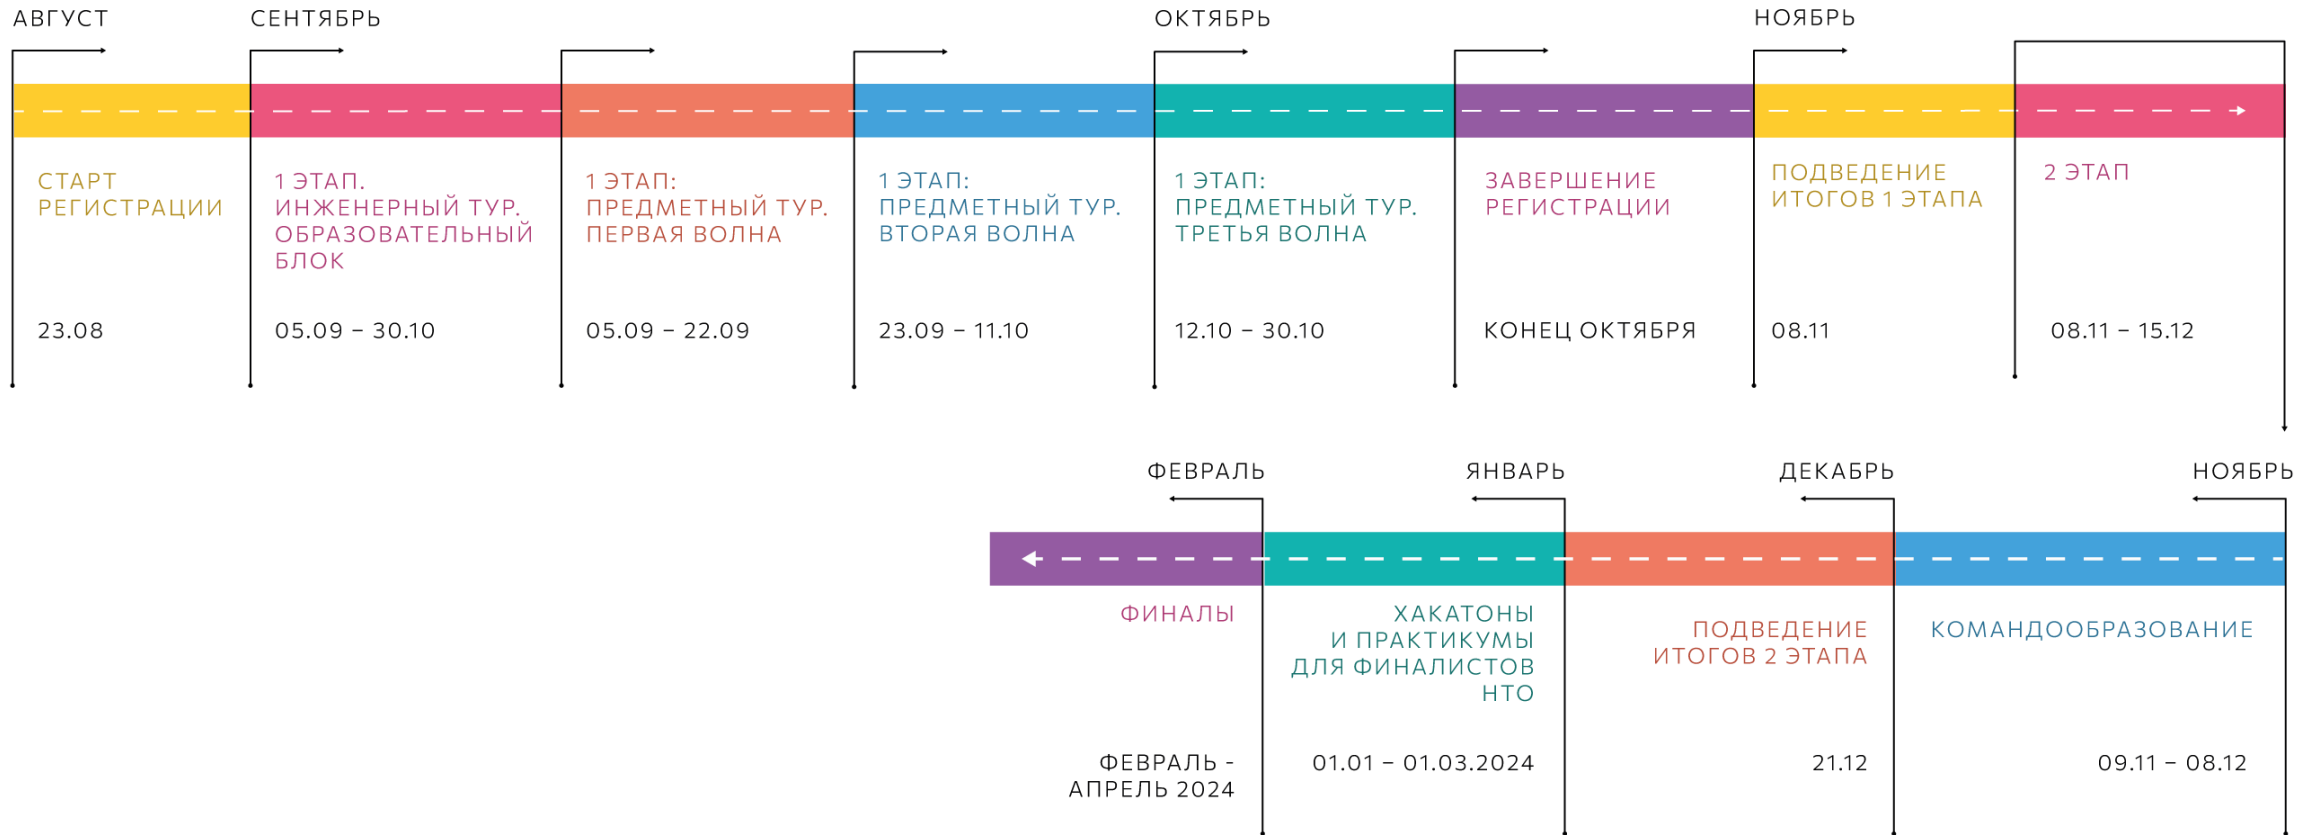 АВГУСТ
СЕНТЯБРЬ
ОКТЯБРЬ
НОЯБРЬ
СТАРТ
РЕГИСТРАЦИИ
23.08
1 ЭТАП.
ИНЖЕНЕРНЫЙ ТУР.
ОБРАЗОВАТЕЛЬНЫЙ
БЛОК
05.09 – 30.10
1 ЭТАП:
ПРЕДМЕТНЫЙ ТУР.
ПЕРВАЯ ВОЛНА
05.09 – 22.09
1 ЭТАП:
ПРЕДМЕТНЫЙ ТУР.
ВТОРАЯ ВОЛНА
23.09 – 11.10
1 ЭТАП:
ПРЕДМЕТНЫЙ ТУР.
ТРЕТЬЯ ВОЛНА
12.10 – 30.10
ЗАВЕРШЕНИЕ
РЕГИСТРАЦИИ
КОНЕЦ ОКТЯБРЯ
ПОДВЕДЕНИЕ
ИТОГОВ 1 ЭТАПА
08.11
2 ЭТАП
08.11 – 15.12
НОЯБРЬ
КОМАНДООБРАЗОВАНИЕ
09.11 – 08.12
ДЕКАБРЬ
ПОДВЕДЕНИЕ
ИТОГОВ 2 ЭТАПА
21.12
ЯНВАРЬ
ХАКАТОНЫ
И ПРАКТИКУМЫ
ДЛЯ ФИНАЛИСТОВ
НТО
01.01 – 01.03.2024
ФЕВРАЛЬ
ФИНАЛЫ
ФЕВРАЛЬ -
АПРЕЛЬ 2024